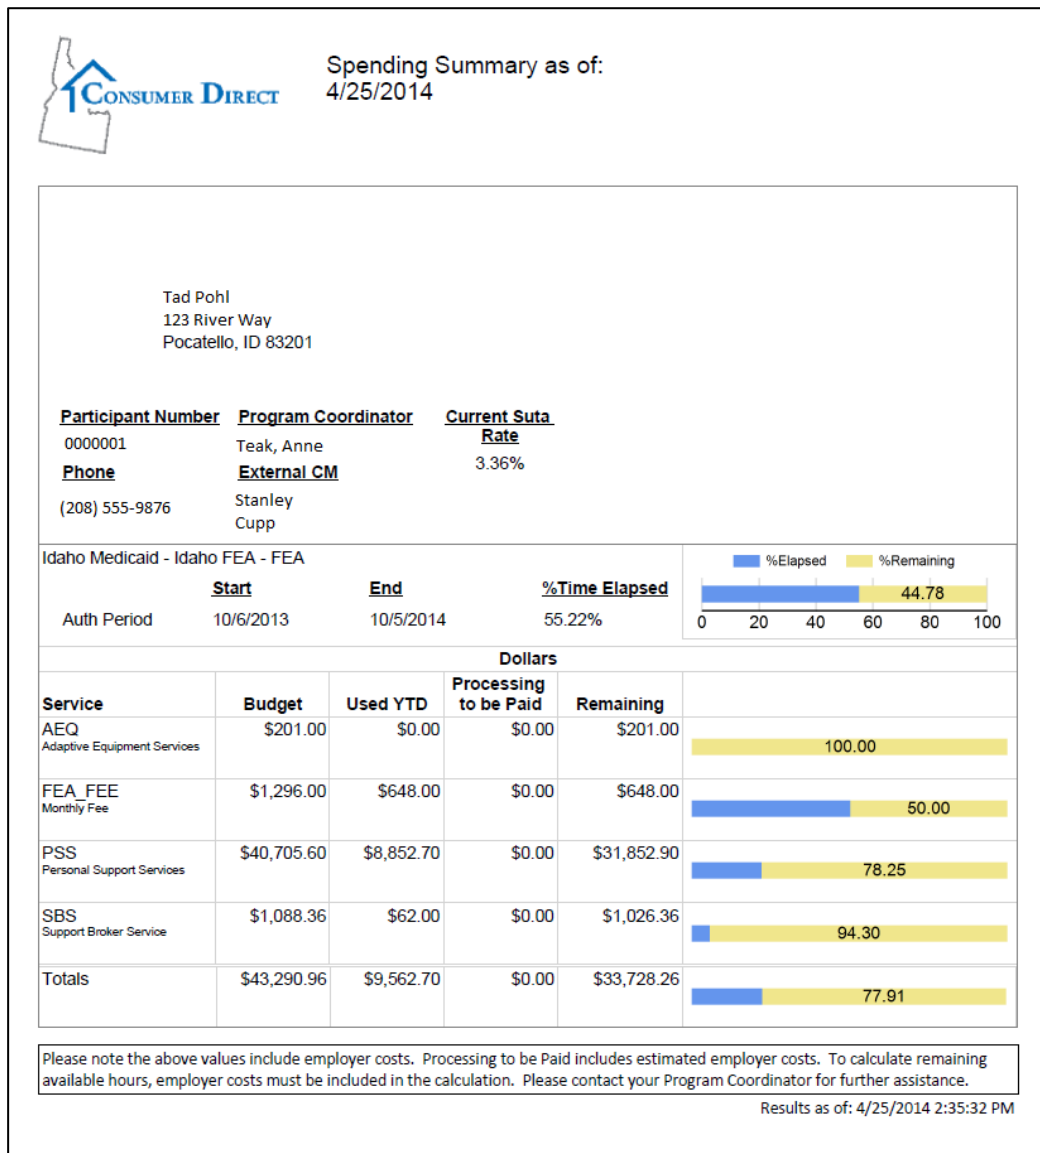 CONSUMER DIRECT
Spending Summary as of:
4/25/2014
Tad Pohl
123 River Way
Pocatello, ID 83201
Participant Number Program Coordinator Current Suta
Rate
0000001 Teak, Anne 3.36%
Phone External CM
(208) 555-9876 Stanley
Cupp
Idaho Medicaid - Idaho FEA - FEA
%Elapsed %Remaining
Start End %Time Elapsed
44.78
Auth Period 10/6/2013 10/5/2014 55.22%
0 20 40 60 80 100
Dollars
Service Budget Used YTD Processing to be Paid Remaining
AEQ $201.00 $0.00 $0.00 $201.00
Adaptive Equipment Services 100.00
FEA_FEE $1,296.00 $648.00 $0.00 $648.00
Monthly Fee 50.00
PSS $40,705.60 $8,852.70 $0.00 $31,852.90
Personal Support Services 78.25
SBS $1,088.36 $62.00 $0.00 $1,026.36
Support Broker Service 94.30
Totals $43,290.96 $9,562.70 $0.00 $33,728.26
77.91
Please note the above values include employer costs. Processing to be Paid includes estimated employer costs. To calculate remaining
available hours, employer costs must be included in the calculation. Please contact your Program Coordinator for further assistance.
Results as of: 4/25/2014 2:35:32 PM